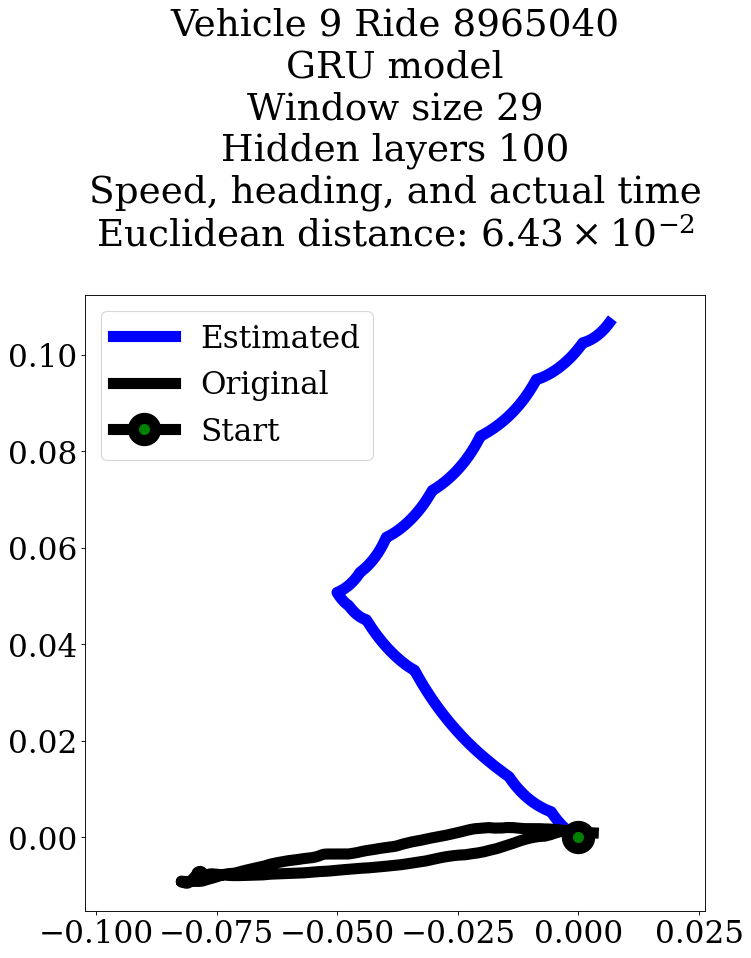 Vehicle 9 Ride 8965040
GRU model
Window size 29
Hidden layers 100
Speed, heading, and actual time
Euclidean distance: 6.43 × 10⁻²
Estimated
Original
Start
0.10
0.08
0.06
0.04
0.02
0.00
−0.100 −0.075 −0.050 −0.025 0.000 0.025